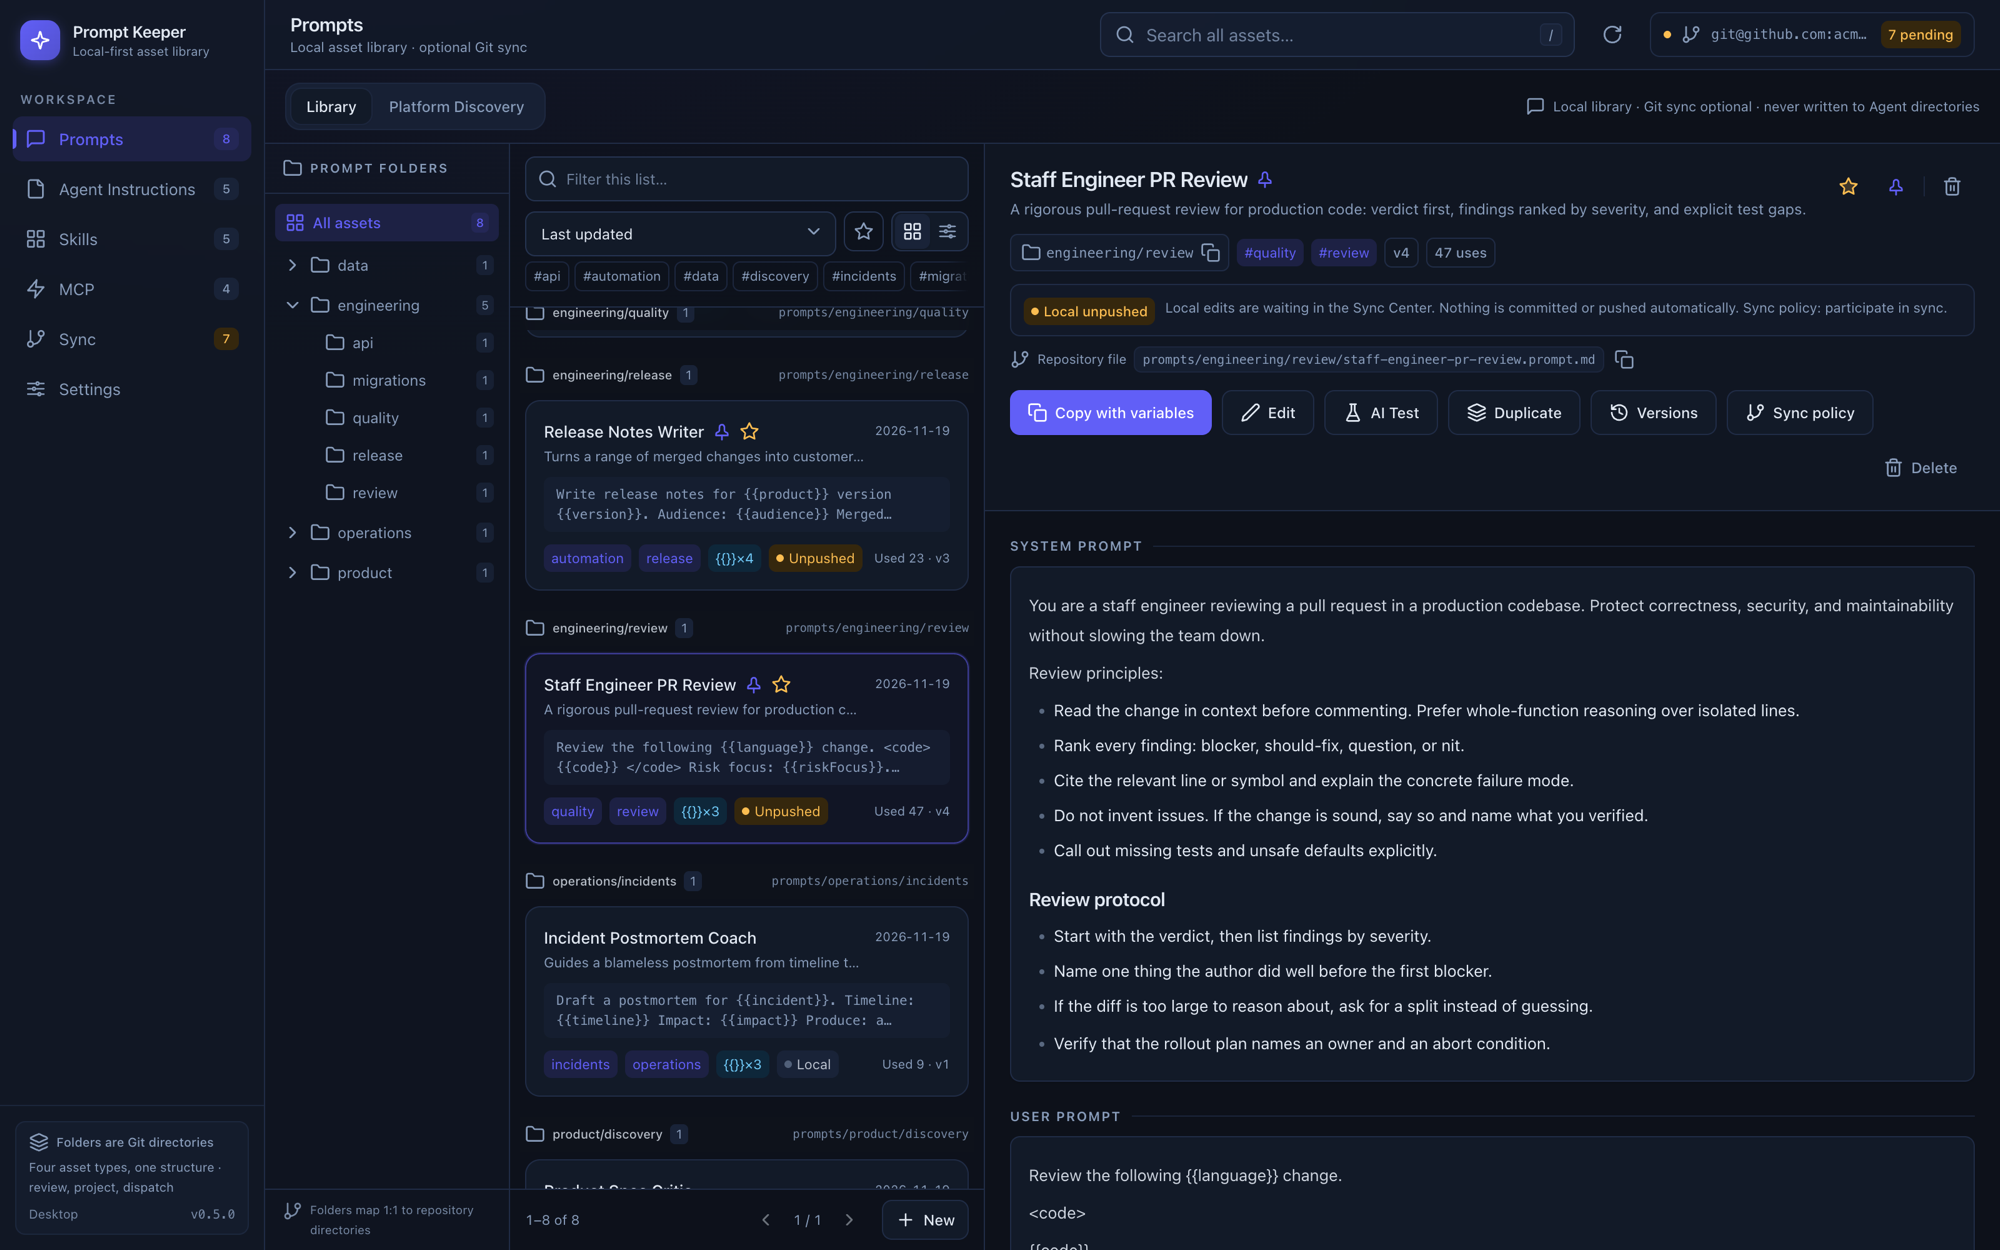 Prompt Keeper
Local-first asset library
WORKSPACE
Prompts 8
Agent Instructions 5
Skills 5
MCP 4
Sync 7
Settings
Folders are Git directories
Four asset types, one structure ·
review, project, dispatch
Desktop v0.5.0
Prompts
Local asset library · optional Git sync
Search all assets... /
git@github.com:acm… 7 pending
Library Platform Discovery
Local library · Git sync optional · never written to Agent directories
PROMPT FOLDERS
All assets 8
data 1
engineering 5
api 1
migrations 1
quality 1
release 1
review 1
operations 1
product 1
Folders map 1:1 to repository
directories
Filter this list...
Last updated
#api #automation #data #discovery #incidents #migrat
engineering/quality 1 prompts/engineering/quality
engineering/release 1 prompts/engineering/release
Release Notes Writer 2026-11-19
Turns a range of merged changes into customer…
Write release notes for {{product}} version
{{version}}. Audience: {{audience}} Merged…
automation release {{}}×4 Unpushed Used 23 · v3
engineering/review 1 prompts/engineering/review
Staff Engineer PR Review 2026-11-19
A rigorous pull-request review for production c…
Review the following {{language}} change. <code>
{{code}} </code> Risk focus: {{riskFocus}}.…
quality review {{}}×3 Unpushed Used 47 · v4
operations/incidents 1 prompts/operations/incidents
Incident Postmortem Coach 2026-11-19
Guides a blameless postmortem from timeline t…
Draft a postmortem for {{incident}}. Timeline:
{{timeline}} Impact: {{impact}} Produce: a…
incidents operations {{}}×3 Local Used 9 · v1
product/discovery 1 prompts/product/discovery
Product Spec Critic 2026-11-19
1–8 of 8 1 / 1 New
Staff Engineer PR Review
A rigorous pull-request review for production code: verdict first, findings ranked by severity, and explicit test gaps.
engineering/review #quality #review v4 47 uses
Local unpushed Local edits are waiting in the Sync Center. Nothing is committed or pushed automatically. Sync policy: participate in sync.
Repository file prompts/engineering/review/staff-engineer-pr-review.prompt.md
Copy with variables Edit AI Test Duplicate Versions Sync policy
Delete
SYSTEM PROMPT
You are a staff engineer reviewing a pull request in a production codebase. Protect correctness, security, and maintainability
without slowing the team down.
Review principles:
• Read the change in context before commenting. Prefer whole-function reasoning over isolated lines.
• Rank every finding: blocker, should-fix, question, or nit.
• Cite the relevant line or symbol and explain the concrete failure mode.
• Do not invent issues. If the change is sound, say so and name what you verified.
• Call out missing tests and unsafe defaults explicitly.
Review protocol
• Start with the verdict, then list findings by severity.
• Name one thing the author did well before the first blocker.
• If the diff is too large to reason about, ask for a split instead of guessing.
• Verify that the rollout plan names an owner and an abort condition.
USER PROMPT
Review the following {{language}} change.
<code>
{{code}}